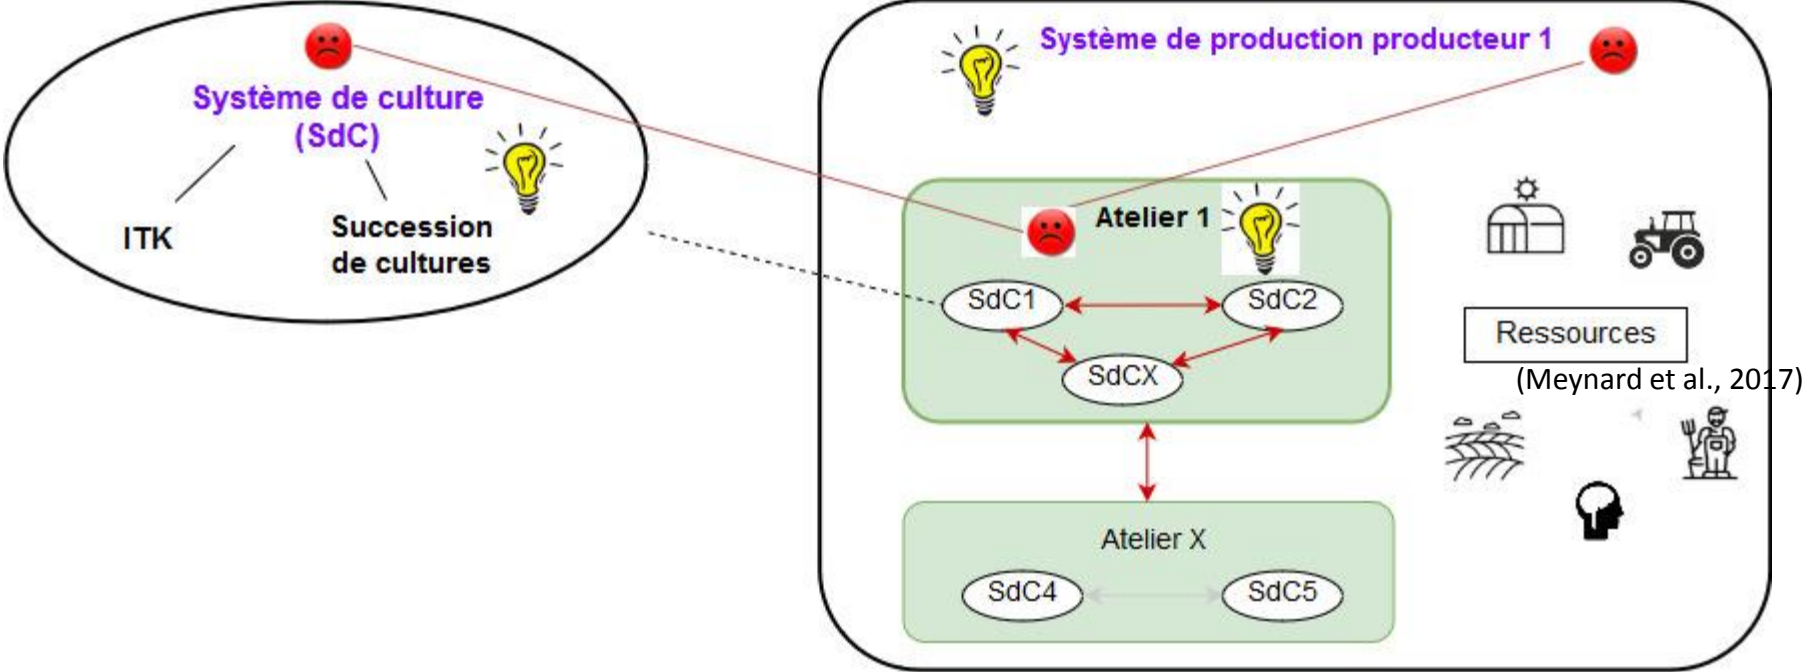 Système de culture
(SdC)
ITK
Succession
de cultures
Système de production producteur 1
Atelier 1
SdC1
SdC2
SdCX
Ressources
(Meynard et al., 2017)
Atelier X
SdC4
SdC5